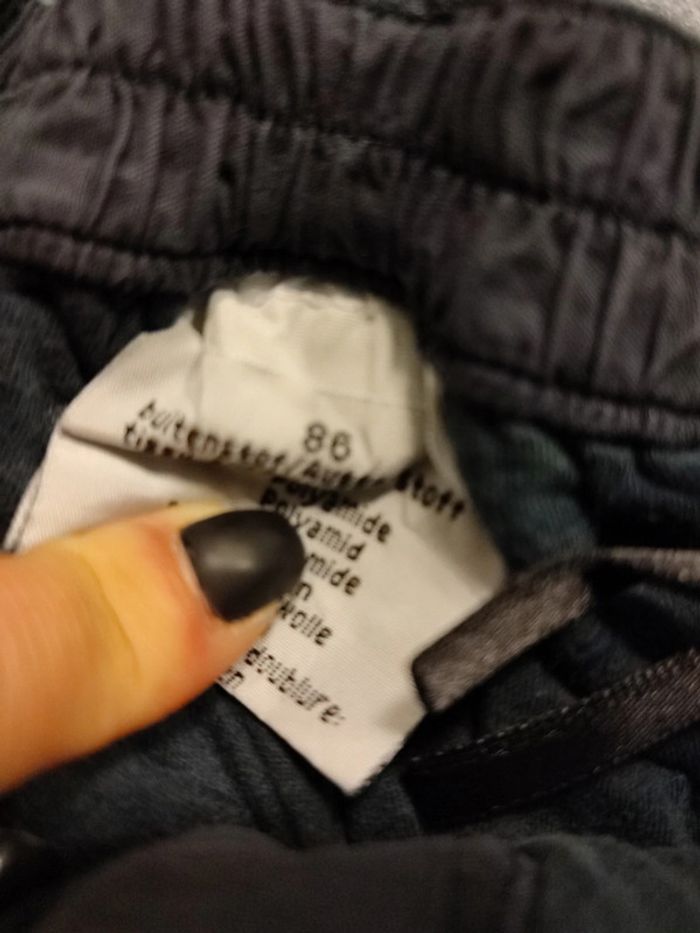 86
buitenstof/Außenstoff
Polyamide
Polyamid
mide
n
wolle
doublure:
n